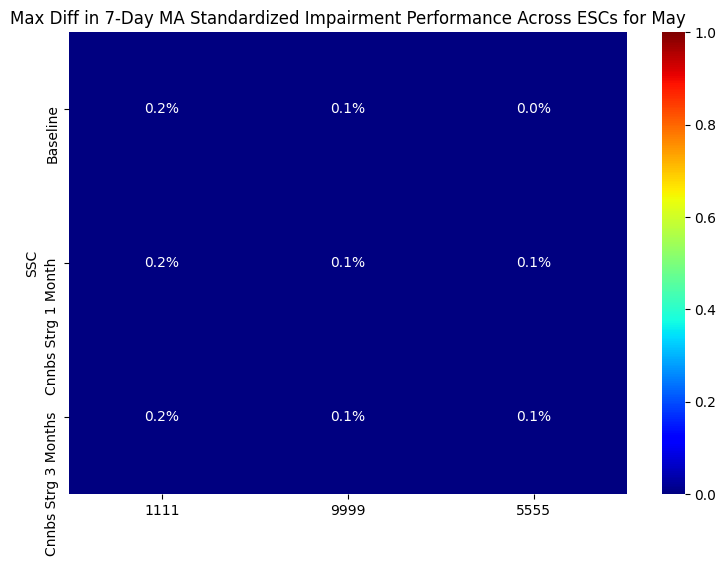 Max Diff in 7-Day MA Standardized Impairment Performance Across ESCs for May
SSC
Baseline
0.2% 0.1% 0.0%
Cnnbs Strg 1 Month
0.2% 0.1% 0.1%
Cnnbs Strg 3 Months
0.2% 0.1% 0.1%
1111 9999 5555
1.0
0.8
0.6
0.4
0.2
0.0